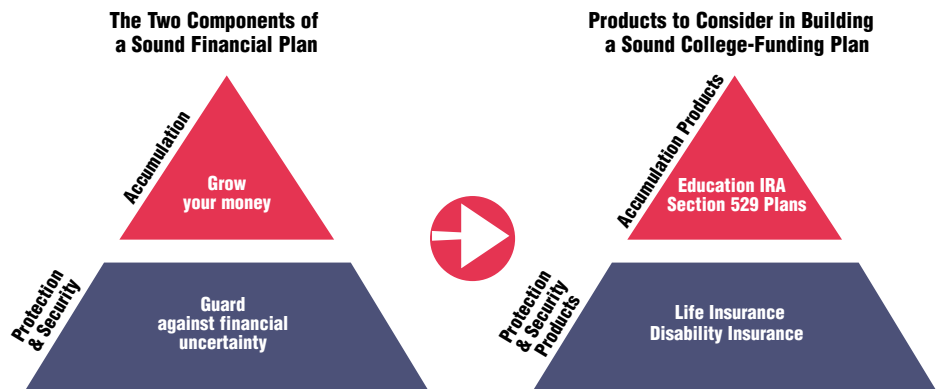 The Two Components of
a Sound Financial Plan
Accumulation
Grow
your money
Protection
& Security
Guard
against financial
uncertainty
Products to Consider in Building
a Sound College-Funding Plan
Accumulation Products
Education IRA
Section 529 Plans
Protection
& Security
Products
Life Insurance
Disability Insurance